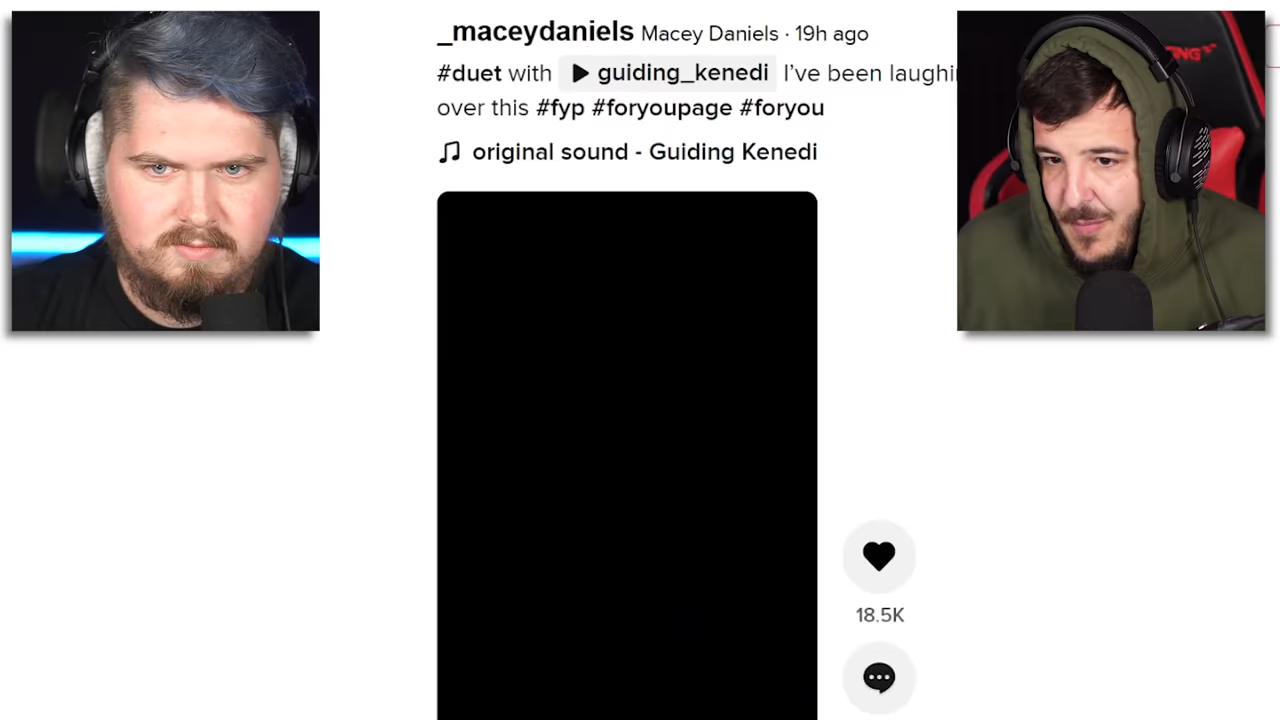 _maceydaniels Macey Daniels · 19h ago
#duet with guiding_kenedi I've been
over this #fyp #foryoupage #foryou
original sound - Guiding Kenedi
18.5K